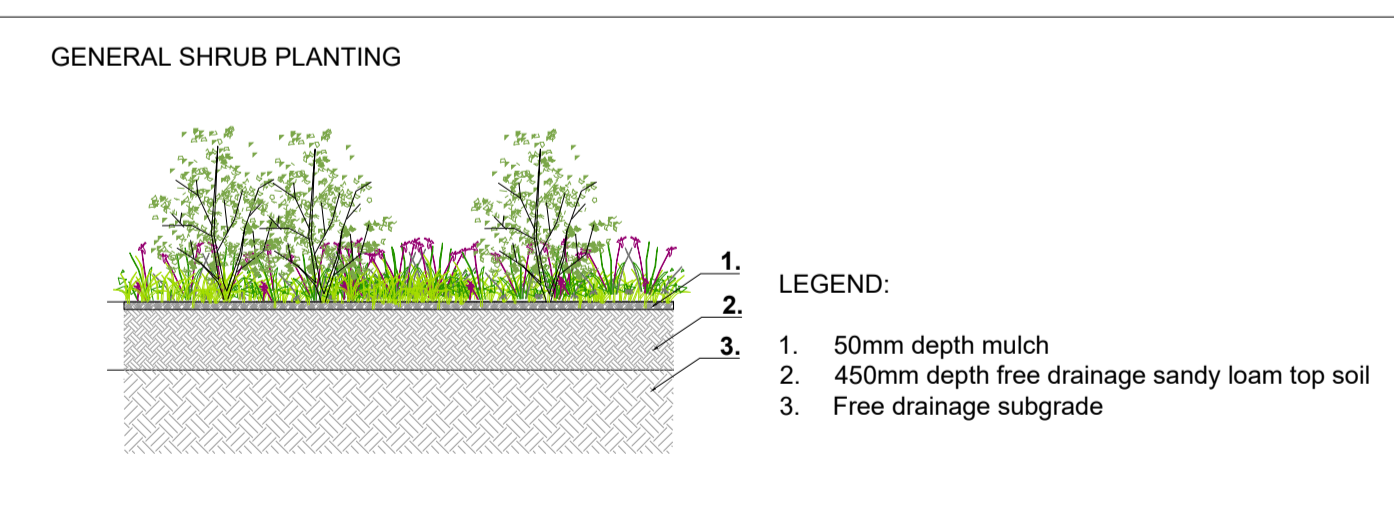 GENERAL SHRUB PLANTING
1.
2.
3.
LEGEND:
1. 50mm depth mulch
2. 450mm depth free drainage sandy loam top soil
3. Free drainage subgrade